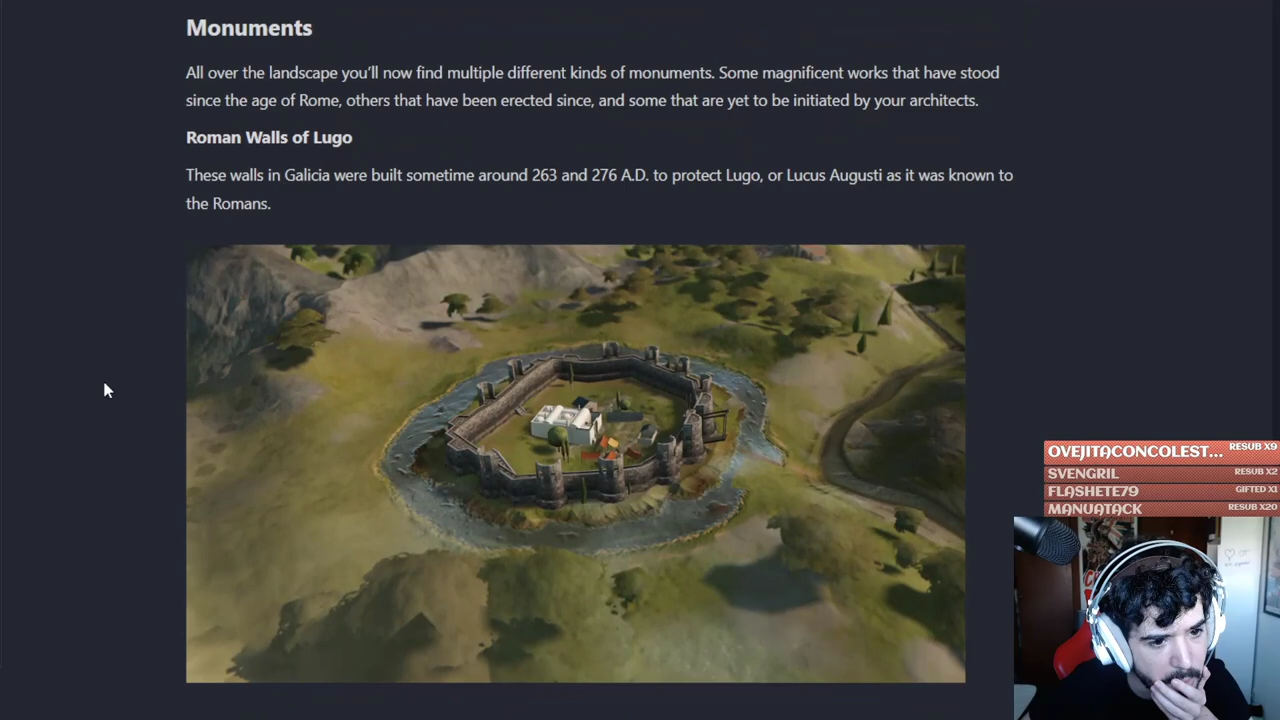 Monuments
All over the landscape you'll now find multiple different kinds of monuments. Some magnificent works that have stood
since the age of Rome, others that have been erected since, and some that are yet to be initiated by your architects.
Roman Walls of Lugo
These walls in Galicia were built sometime around 263 and 276 A.D. to protect Lugo, or Lucus Augusti as it was known to
the Romans.
OVEJITACONCOLEST... RESUB X9
SVENGRIL RESUB X2
FLASHETE79 GIFTED X1
MANUATACK RESUB X20